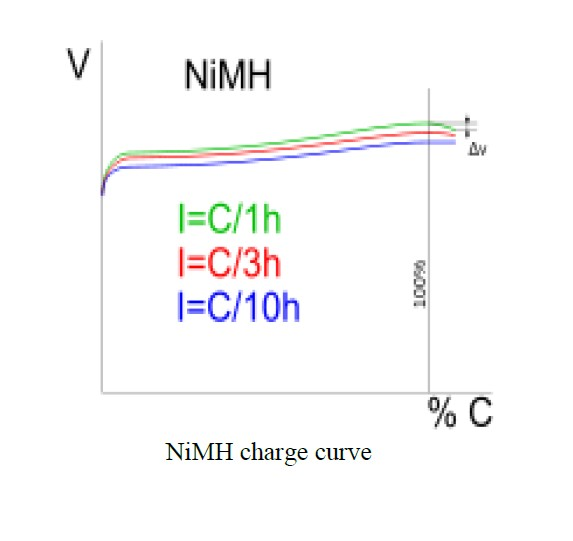 V
NiMH
Δv
I=C/1h
I=C/3h
I=C/10h
100%
% C
NiMH charge curve